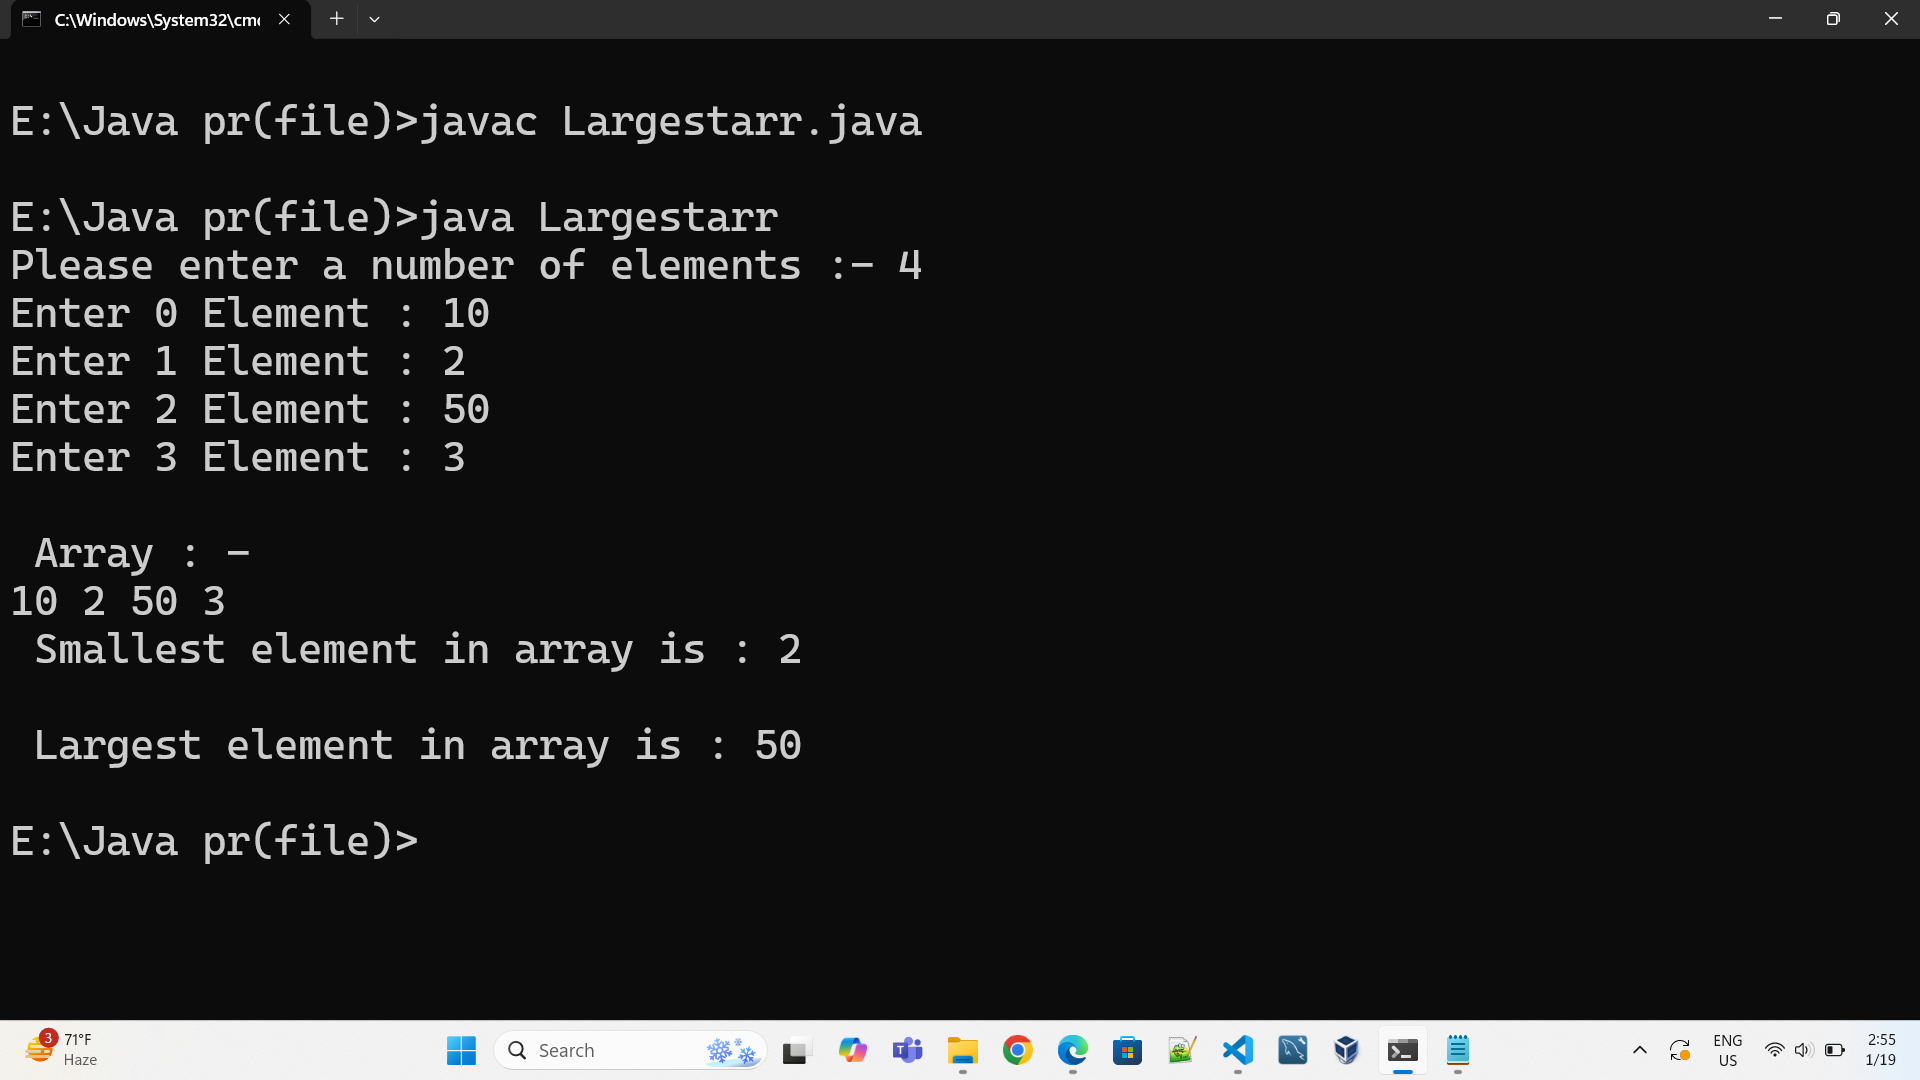 C:\Windows\System32\cmd
E:\Java pr(file)>javac Largestarr.java
E:\Java pr(file)>java Largestarr
Please enter a number of elements :- 4
Enter 0 Element : 10
Enter 1 Element : 2
Enter 2 Element : 50
Enter 3 Element : 3
Array : -
10 2 50 3
Smallest element in array is : 2
Largest element in array is : 50
E:\Java pr(file)>
3
71°F
Haze
Search
ENG
US
2:55
1/19